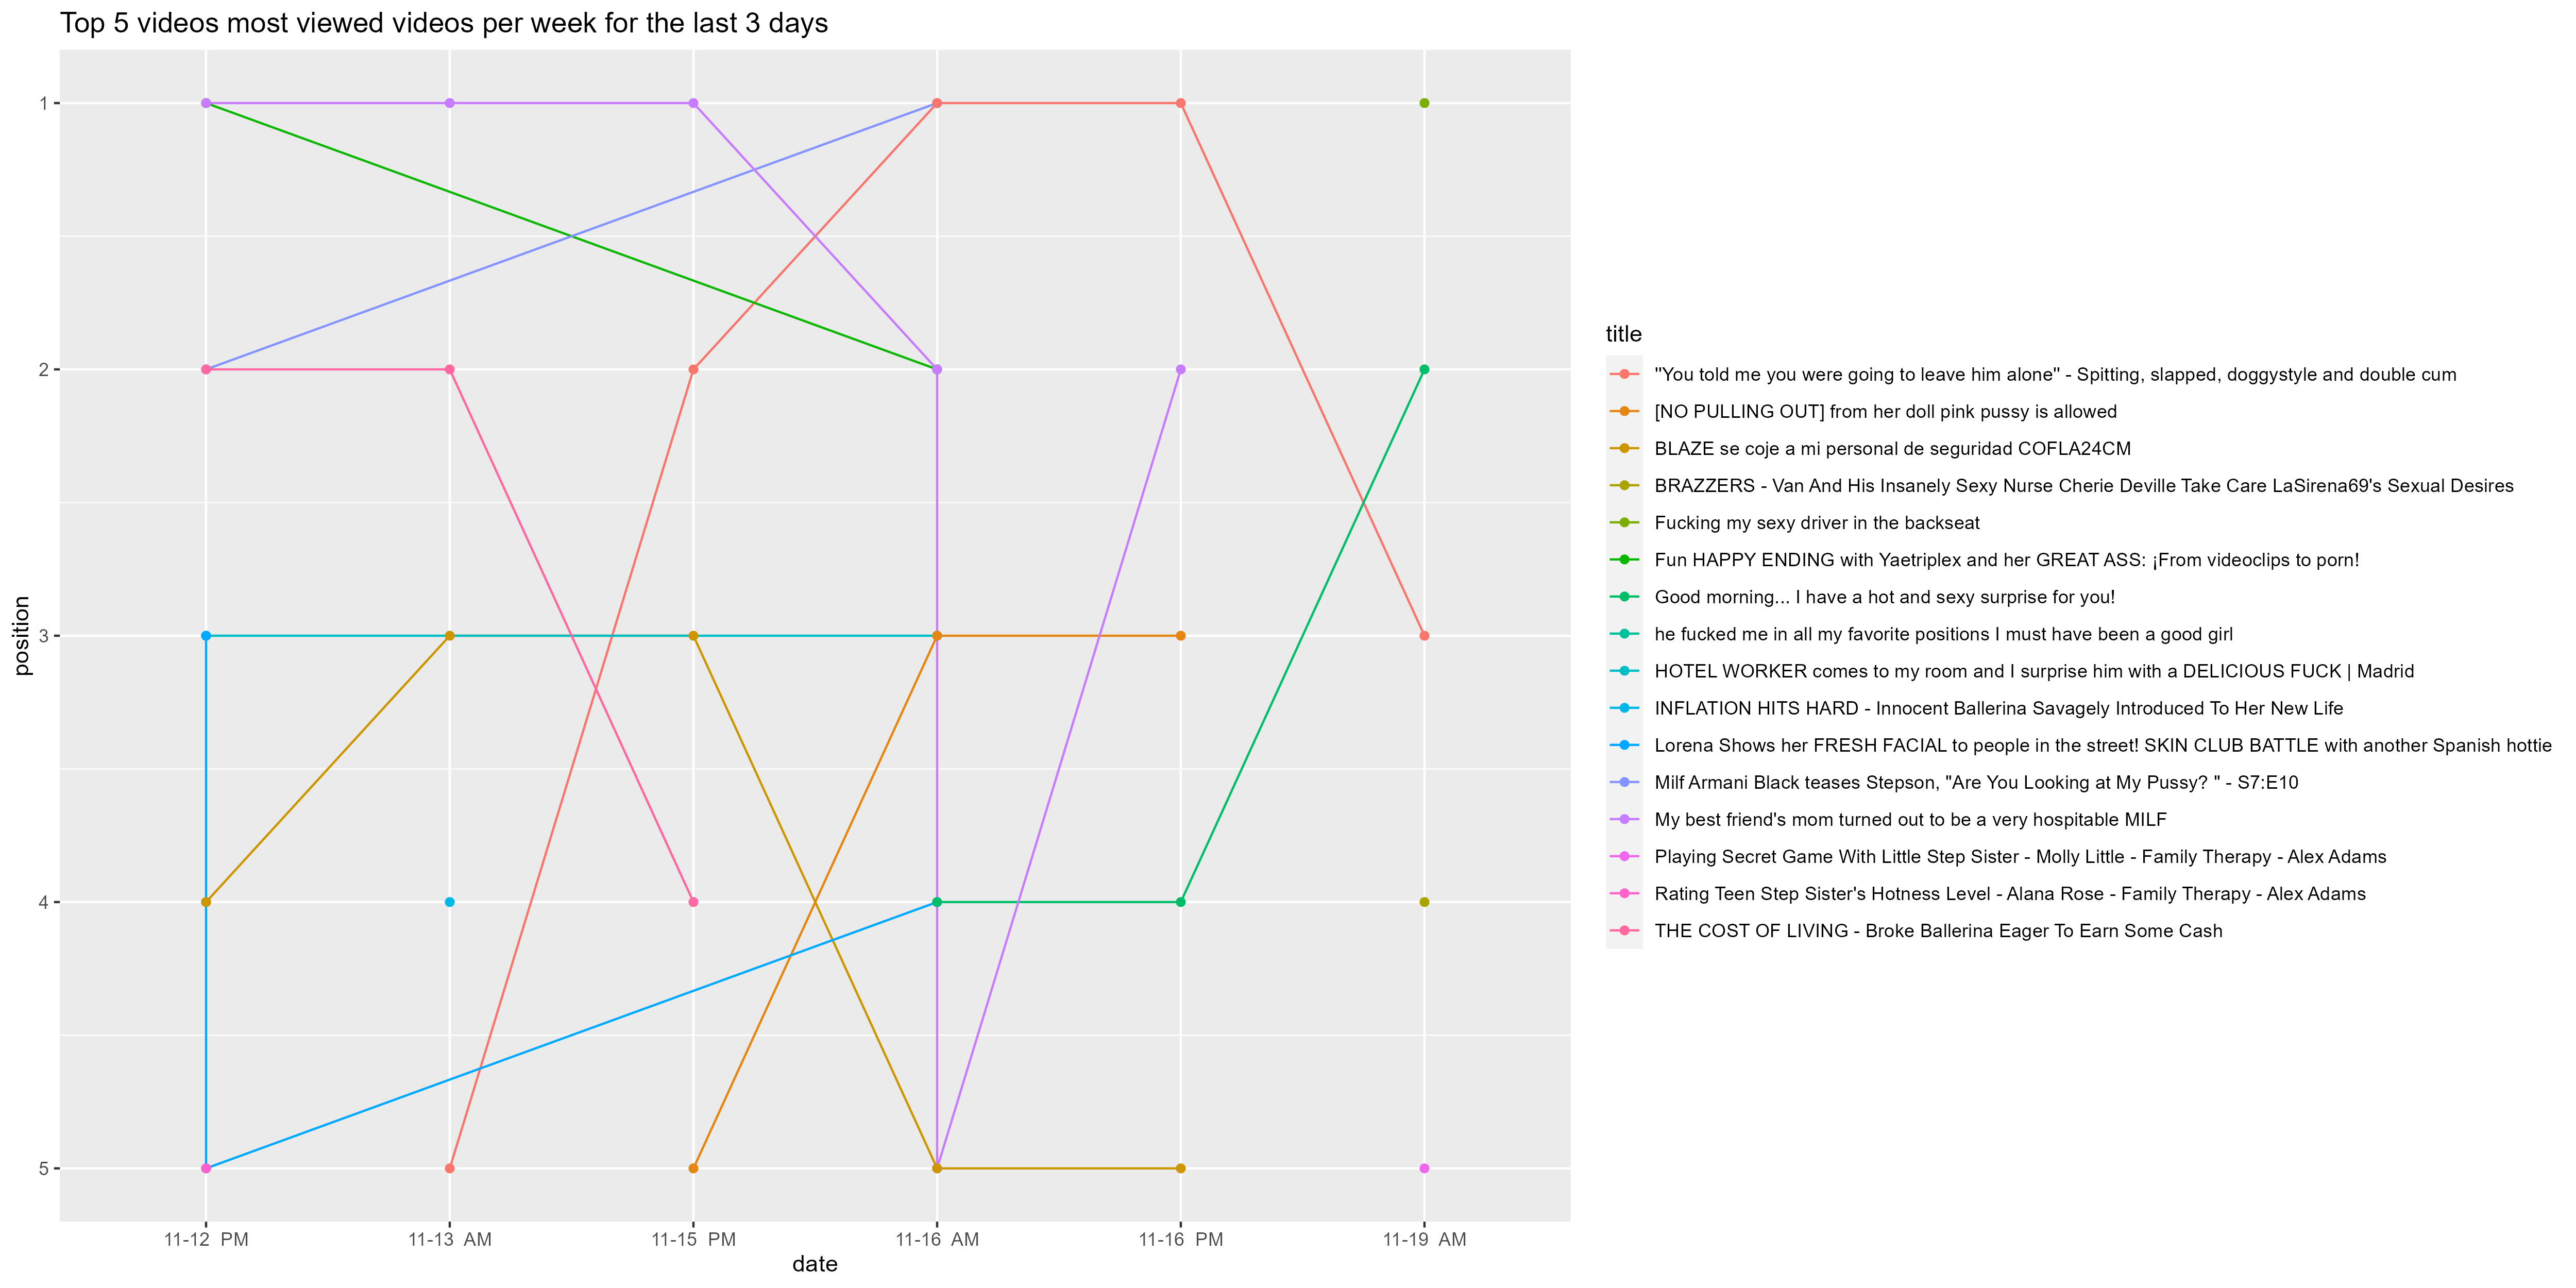 Top 5 videos most viewed videos per week for the last 3 days
position
1
2
3
4
5
11-12 PM
11-13 AM
11-15 PM
11-16 AM
11-16 PM
11-19 AM
date
title
"You told me you were going to leave him alone" - Spitting, slapped, doggystyle and double cum
[NO PULLING OUT] from her doll pink pussy is allowed
BLAZE se coje a mi personal de seguridad COFLA24CM
BRAZZERS - Van And His Insanely Sexy Nurse Cherie Deville Take Care LaSirena69's Sexual Desires
Fucking my sexy driver in the backseat
Fun HAPPY ENDING with Yaetriplex and her GREAT ASS: ¡From videoclips to porn!
Good morning... I have a hot and sexy surprise for you!
he fucked me in all my favorite positions I must have been a good girl
HOTEL WORKER comes to my room and I surprise him with a DELICIOUS FUCK | Madrid
INFLATION HITS HARD - Innocent Ballerina Savagely Introduced To Her New Life
Lorena Shows her FRESH FACIAL to people in the street! SKIN CLUB BATTLE with another Spanish hottie
Milf Armani Black teases Stepson, "Are You Looking at My Pussy? " - S7:E10
My best friend's mom turned out to be a very hospitable MILF
Playing Secret Game With Little Step Sister - Molly Little - Family Therapy - Alex Adams
Rating Teen Step Sister's Hotness Level - Alana Rose - Family Therapy - Alex Adams
THE COST OF LIVING - Broke Ballerina Eager To Earn Some Cash